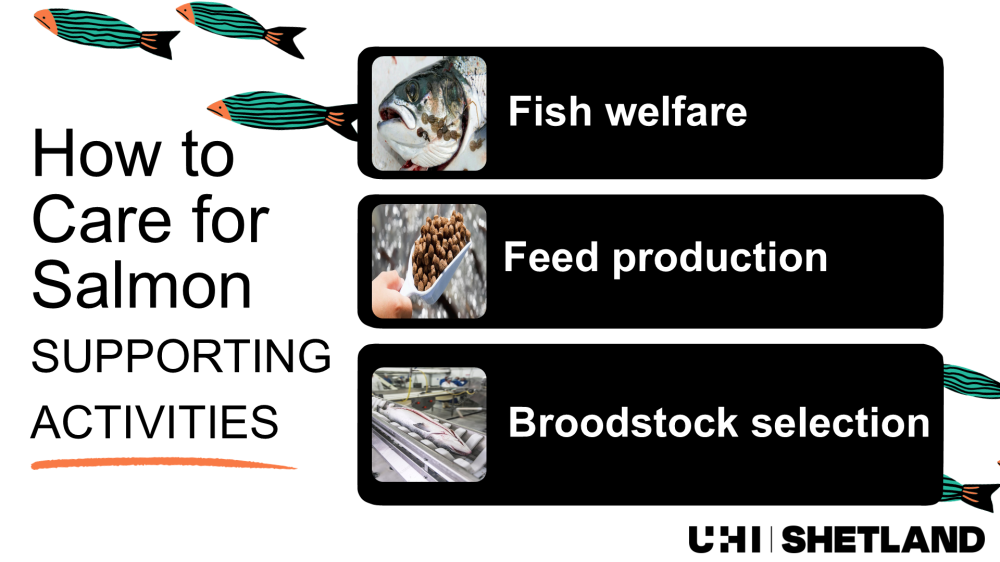 How to
Care for
Salmon
SUPPORTING
ACTIVITIES
Fish welfare
Feed production
Broodstock selection
UHI | SHETLAND